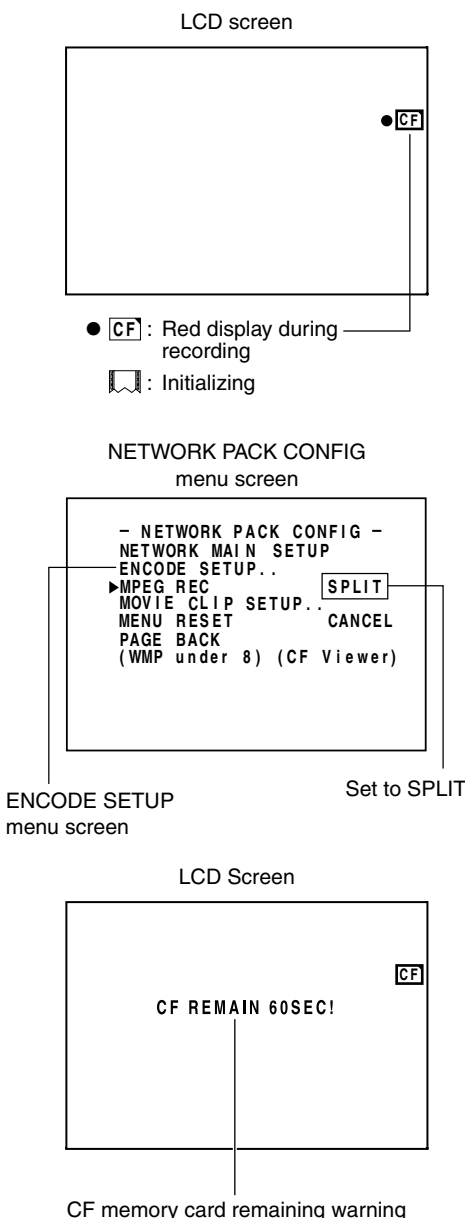 LCD screen
● CF
● CF : Red display during
recording
: Initializing
NETWORK PACK CONFIG
menu screen
– NETWORK PACK CONFIG –
NETWORK MAIN SETUP
ENCODE SETUP..
▶MPEG REC SPLIT
MOVIE CLIP SETUP..
MENU RESET CANCEL
PAGE BACK
(WMP under 8) (CF Viewer)
ENCODE SETUP
menu screen
Set to SPLIT
LCD Screen
CF
CF REMAIN 60SEC!
CF memory card remaining warning